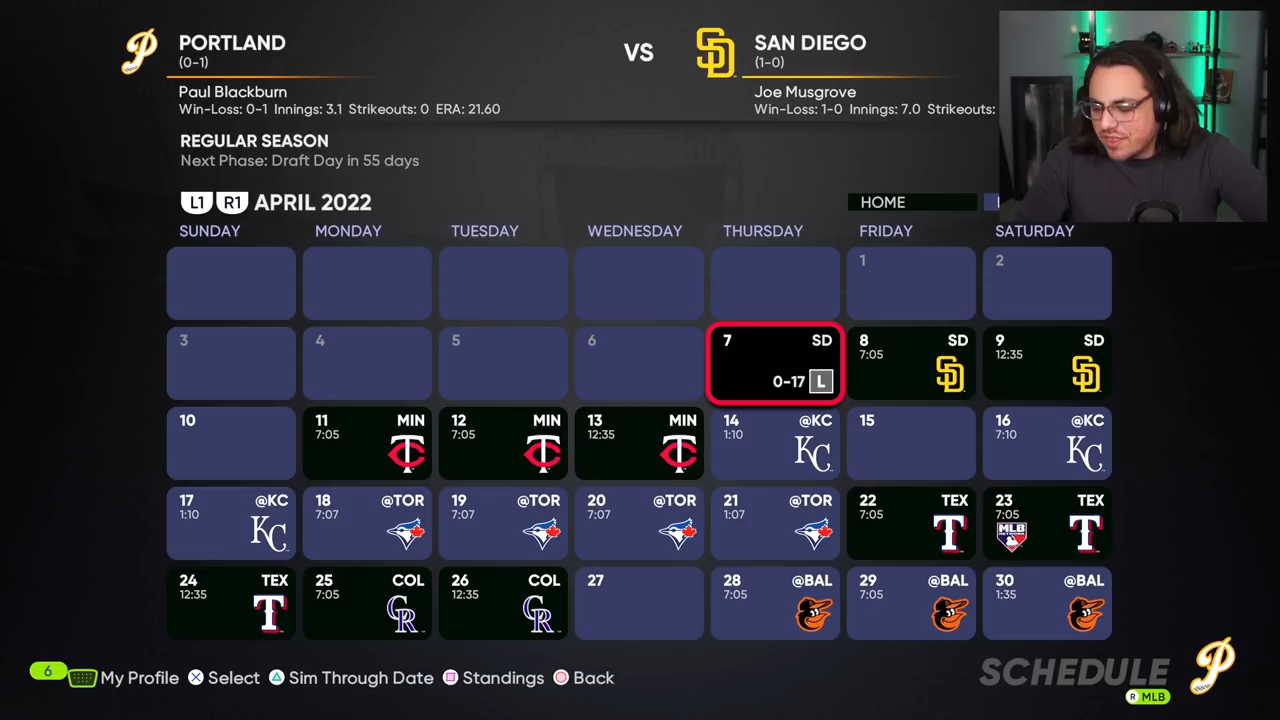 PORTLAND
(0-1)
VS
SAN DIEGO
(1-0)
Paul Blackburn
Win-Loss: 0-1 Innings: 3.1 Strikeouts: 0 ERA: 21.60
Joe Musgrove
Win-Loss: 1-0 Innings: 7.0 Strikeouts:
REGULAR SEASON
Next Phase: Draft Day in 55 days
L1 R1 APRIL 2022
HOME
SUNDAY MONDAY TUESDAY WEDNESDAY THURSDAY FRIDAY SATURDAY
1 2
3 4 5 6 7 SD 8 SD 9 SD
7:05 12:35
0-17 L
10 11 MIN 12 MIN 13 MIN 14 @KC 15 16 @KC
7:05 7:05 12:35 1:10 7:10
17 @KC 18 @TOR 19 @TOR 20 @TOR 21 @TOR 22 TEX 23 TEX
1:10 7:07 7:07 7:07 1:07 7:05 7:05
MLB NETWORK
24 TEX 25 COL 26 COL 27 28 @BAL 29 @BAL 30 @BAL
12:35 7:05 12:35 7:05 7:05 1:35
6 My Profile Select Sim Through Date Standings Back
SCHEDULE
R MLB